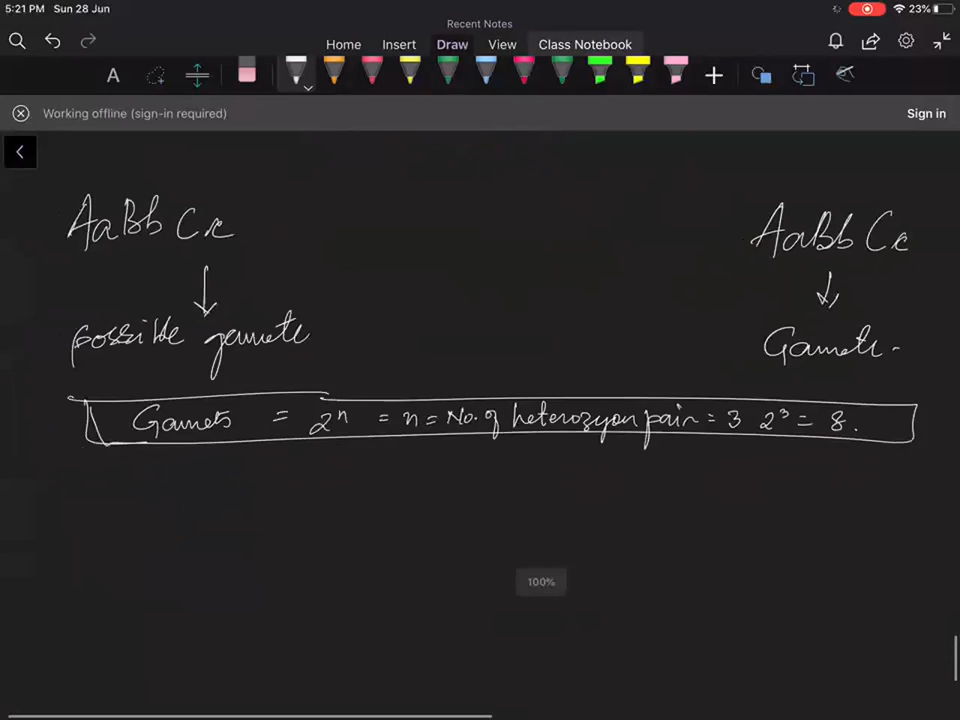 5:21 PM Sun 28 Jun 23%
Recent Notes
Home Insert Draw View Class Notebook
A
Working offline (sign-in required) Sign in
AaBb Cc AaBb Cc
possible gamete Gamete.
Gamets = 2ⁿ = n = No. of heterozyon pair = 3 2³ = 8.
100%